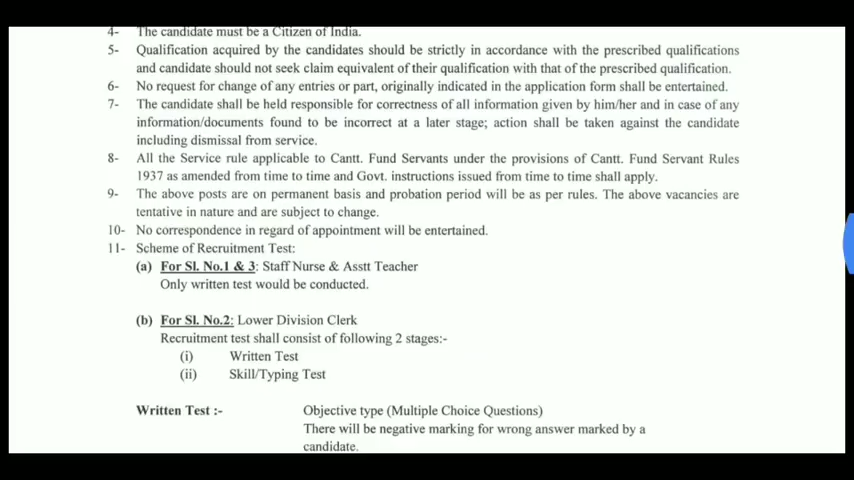 4- The candidate must be a Citizen of India.
5- Qualification acquired by the candidates should be strictly in accordance with the prescribed qualifications
and candidate should not seek claim equivalent of their qualification with that of the prescribed qualification.
6- No request for change of any entries or part, originally indicated in the application form shall be entertained.
7- The candidate shall be held responsible for correctness of all information given by him/her and in case of any
information/documents found to be incorrect at a later stage; action shall be taken against the candidate
including dismissal from service.
8- All the Service rule applicable to Cantt. Fund Servants under the provisions of Cantt. Fund Servant Rules
1937 as amended from time to time and Govt. instructions issued from time to time shall apply.
9- The above posts are on permanent basis and probation period will be as per rules. The above vacancies are
tentative in nature and are subject to change.
10- No correspondence in regard of appointment will be entertained.
11- Scheme of Recruitment Test:
(a) For Sl. No.1 & 3: Staff Nurse & Asstt Teacher
Only written test would be conducted.
(b) For Sl. No.2: Lower Division Clerk
Recruitment test shall consist of following 2 stages:-
(i) Written Test
(ii) Skill/Typing Test
Written Test :- Objective type (Multiple Choice Questions)
There will be negative marking for wrong answer marked by a
candidate.